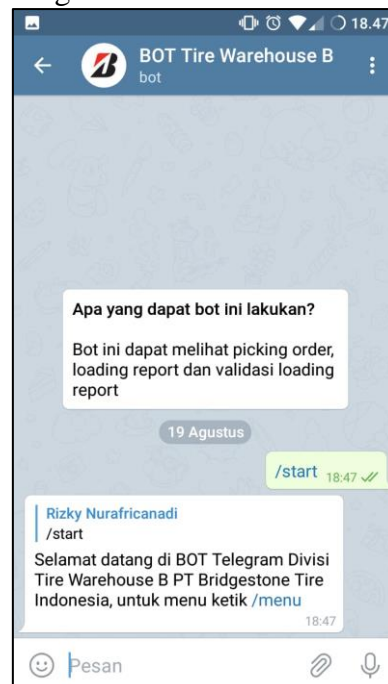 18.47
BOT Tire Warehouse B
bot
Apa yang dapat bot ini lakukan?
Bot ini dapat melihat picking order,
loading report dan validasi loading
report
19 Agustus
/start 18:47
Rizky Nurafricanadi
/start
Selamat datang di BOT Telegram Divisi
Tire Warehouse B PT Bridgestone Tire
Indonesia, untuk menu ketik /menu
18:47
Pesan